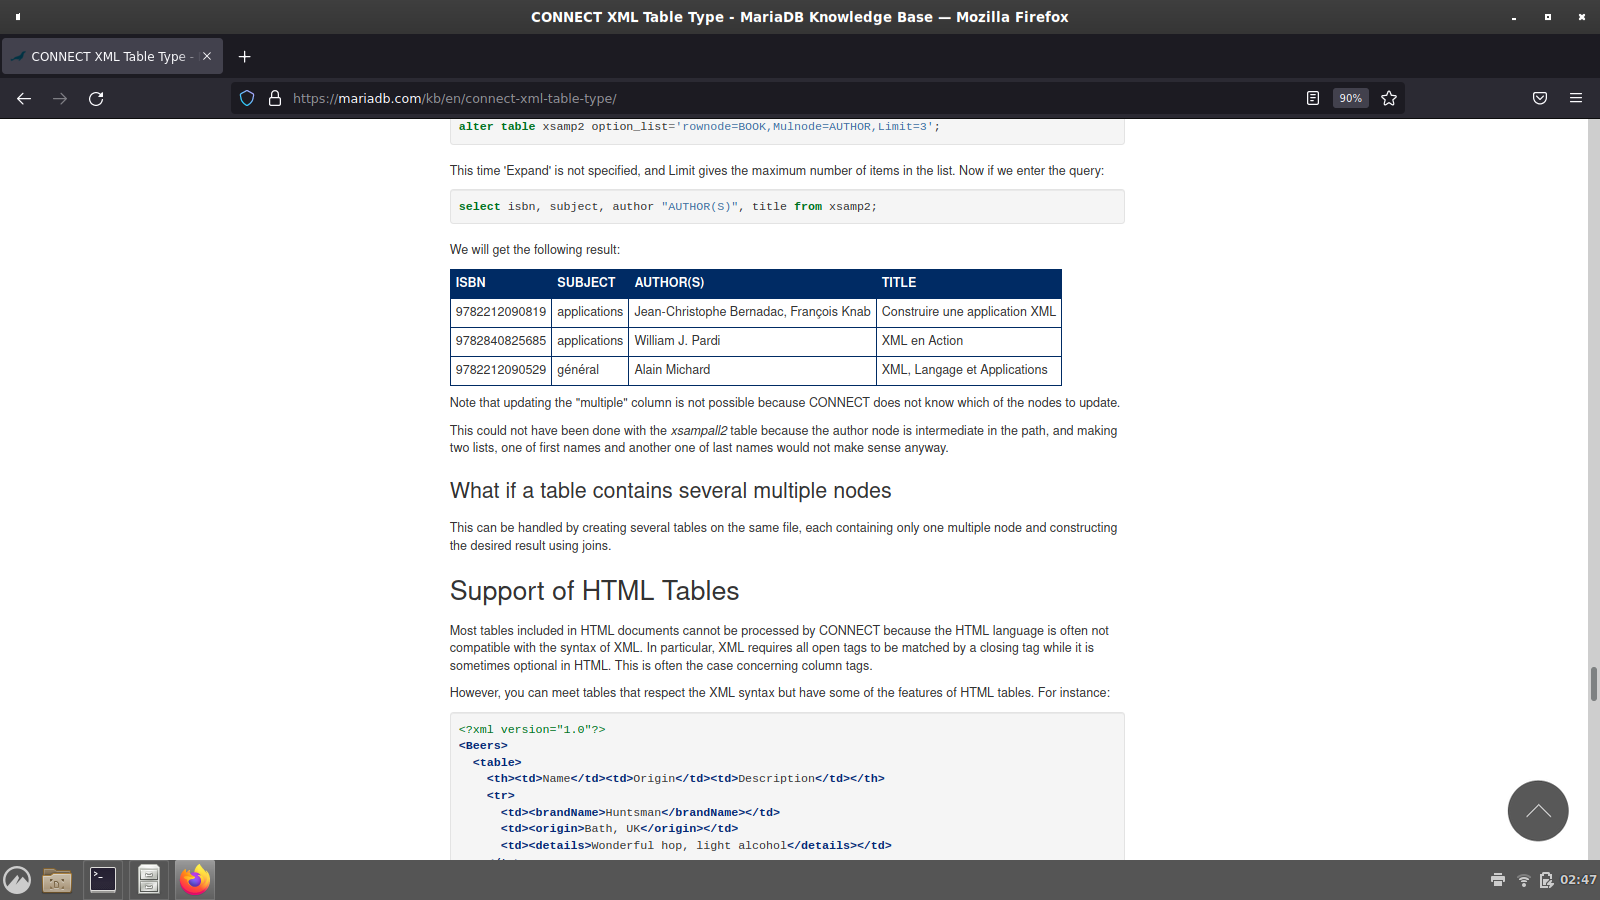 CONNECT XML Table Type - MariaDB Knowledge Base — Mozilla Firefox
CONNECT XML Table Type -
https://mariadb.com/kb/en/connect-xml-table-type/
90%
alter table xsamp2 option_list='rownode=BOOK,Mulnode=AUTHOR,Limit=3';
This time 'Expand' is not specified, and Limit gives the maximum number of items in the list. Now if we enter the query:
select isbn, subject, author "AUTHOR(S)", title from xsamp2;
We will get the following result:
ISBN SUBJECT AUTHOR(S) TITLE
9782212090819 applications Jean-Christophe Bernadac, François Knab Construire une application XML
9782840825685 applications William J. Pardi XML en Action
9782212090529 général Alain Michard XML, Langage et Applications
Note that updating the "multiple" column is not possible because CONNECT does not know which of the nodes to update.
This could not have been done with the xsampall2 table because the author node is intermediate in the path, and making
two lists, one of first names and another one of last names would not make sense anyway.
What if a table contains several multiple nodes
This can be handled by creating several tables on the same file, each containing only one multiple node and constructing
the desired result using joins.
Support of HTML Tables
Most tables included in HTML documents cannot be processed by CONNECT because the HTML language is often not
compatible with the syntax of XML. In particular, XML requires all open tags to be matched by a closing tag while it is
sometimes optional in HTML. This is often the case concerning column tags.
However, you can meet tables that respect the XML syntax but have some of the features of HTML tables. For instance:
<?xml version="1.0"?>
<Beers>
<table>
<th><td>Name</td><td>Origin</td><td>Description</td></th>
<tr>
<td><brandName>Huntsman</brandName></td>
<td><origin>Bath, UK</origin></td>
<td><details>Wonderful hop, light alcohol</details></td>
02:47